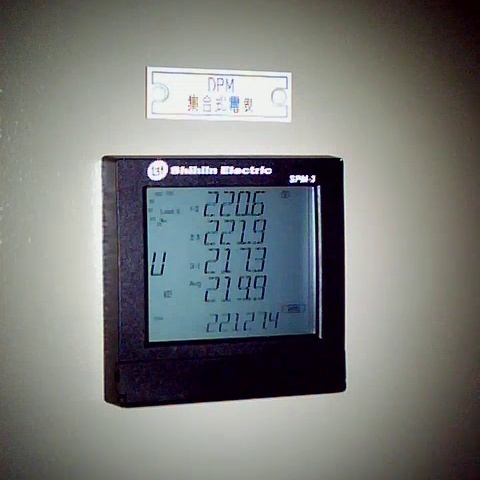 DPM
集合式電表
Shihlin Electric
SPM-3
220.6
221.9
U
217.3
Avg 219.9
221.274